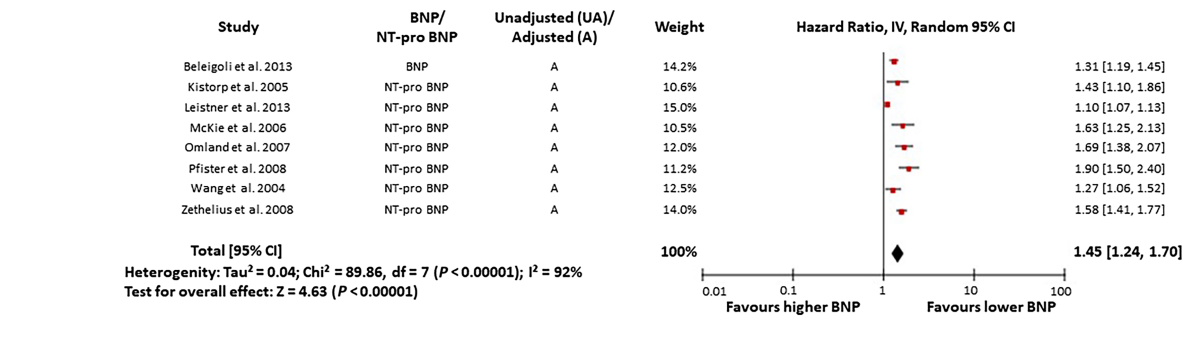 Study BNP/ NT-pro BNP Unadjusted (UA)/ Adjusted (A) Weight Hazard Ratio, IV, Random 95% CI
Beleigoli et al. 2013 BNP A 14.2% 1.31 [1.19, 1.45]
Kistorp et al. 2005 NT-pro BNP A 10.6% 1.43 [1.10, 1.86]
Leistner et al. 2013 NT-pro BNP A 15.0% 1.10 [1.07, 1.13]
McKie et al. 2006 NT-pro BNP A 10.5% 1.63 [1.25, 2.13]
Omland et al. 2007 NT-pro BNP A 12.0% 1.69 [1.38, 2.07]
Pfister et al. 2008 NT-pro BNP A 11.2% 1.90 [1.50, 2.40]
Wang et al. 2004 NT-pro BNP A 12.5% 1.27 [1.06, 1.52]
Zethelius et al. 2008 NT-pro BNP A 14.0% 1.58 [1.41, 1.77]
Total [95% CI] 100% 1.45 [1.24, 1.70]
Heterogenity: Tau² = 0.04; Chi² = 89.86, df = 7 (P < 0.00001); I² = 92%
Test for overall effect: Z = 4.63 (P < 0.00001)
0.01 0.1 1 10 100
Favours higher BNP Favours lower BNP